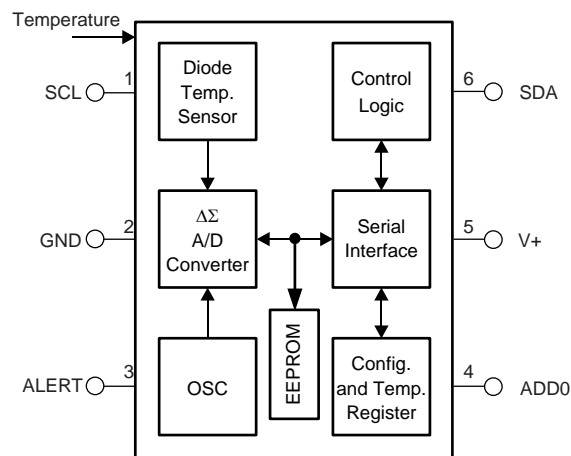 Temperature
1
SCL
Diode
Temp.
Sensor
Control
Logic
6
SDA
2
GND
ΔΣ
A/D
Converter
Serial
Interface
5
V+
3
ALERT
OSC
EEPROM
Config.
and Temp.
Register
4
ADD0